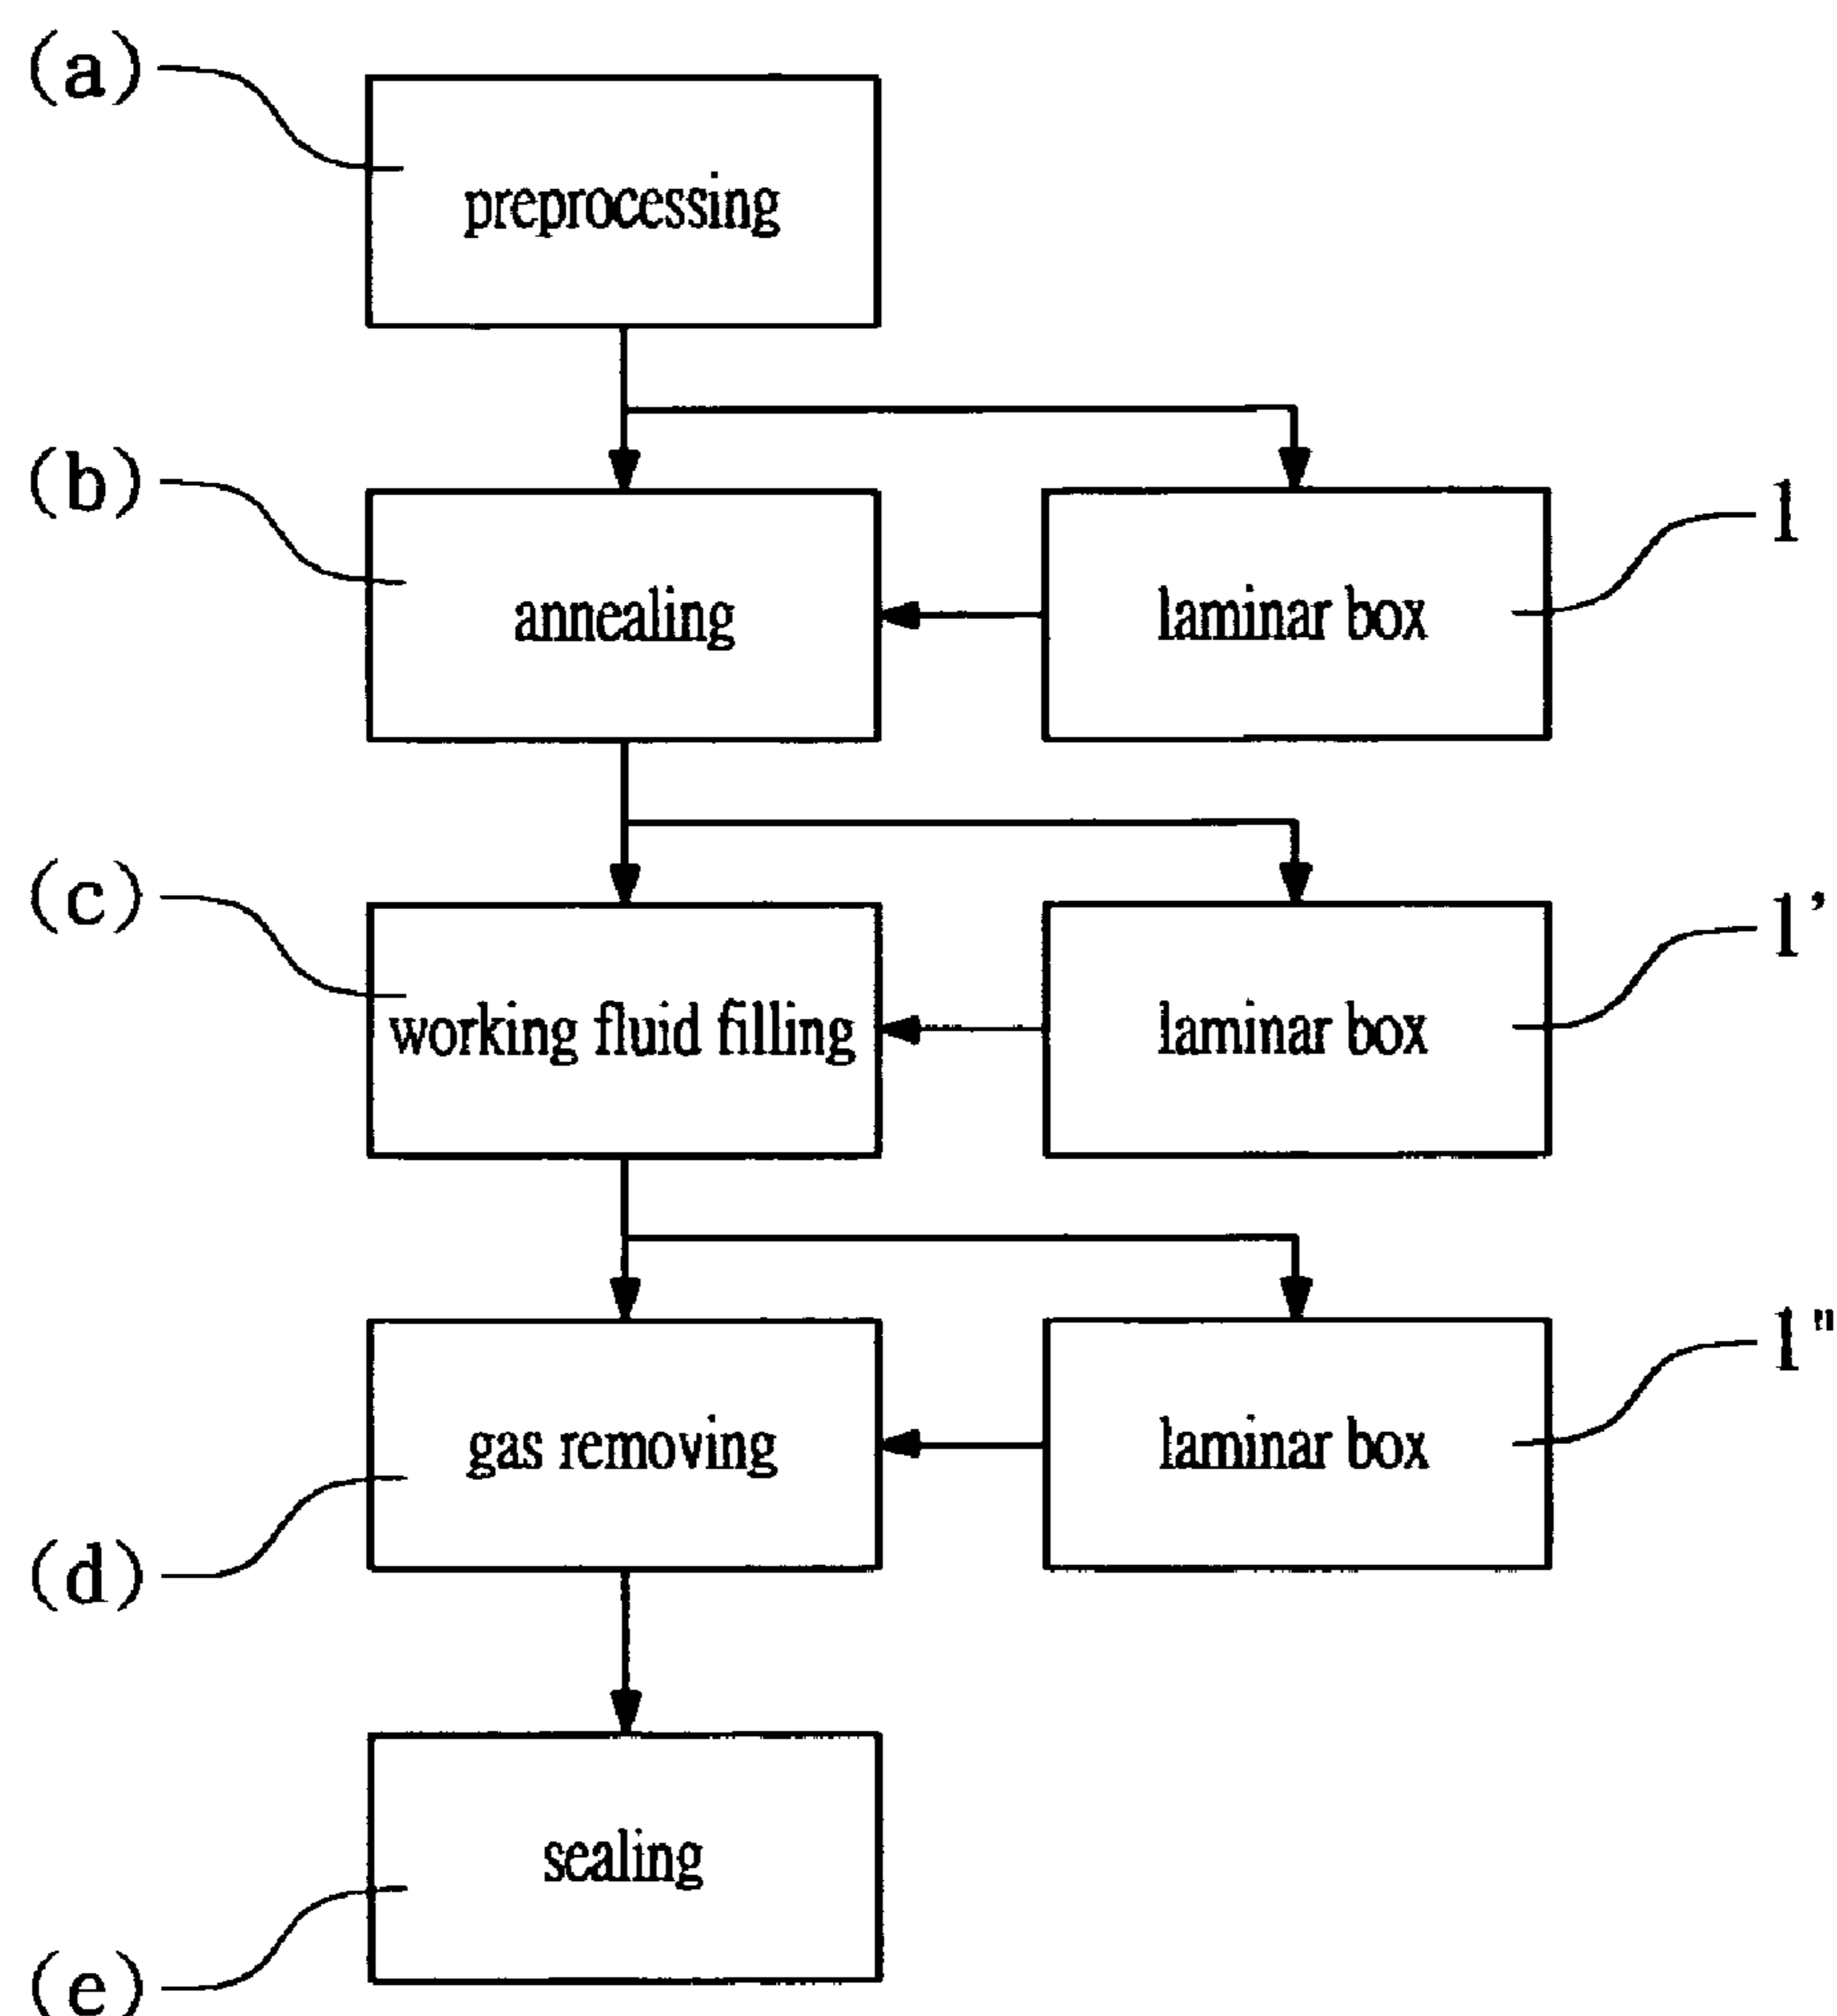 (a)
preprocessing
(b)
annealing
laminar box
1
(c)
working fluid filling
laminar box
1’
gas removing
laminar box
1"
(d)
sealing
(e)